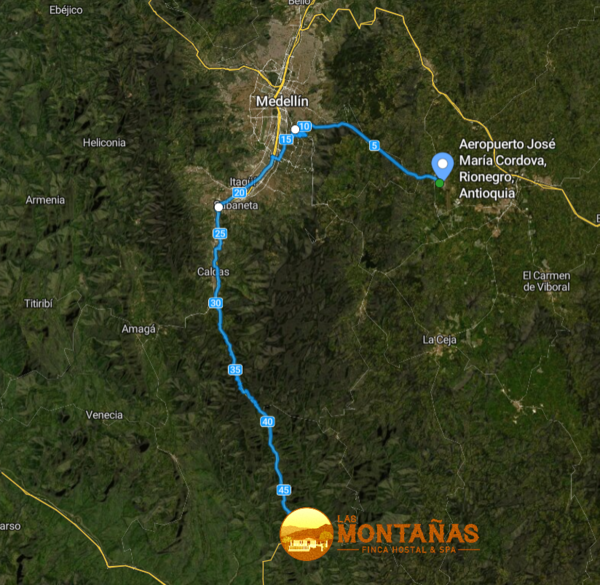 Bello
Ebéjico
Medellín
10
5
15
Heliconia
Aeropuerto José
María Cordova,
Rionegro,
Antioquia
Itagüí
20
Sabaneta
Armenia
25
Caldas
El Carmen
de Viboral
Titiribí
30
Amagá
La Ceja
35
Venecia
40
45
LAS
MONTAÑAS
FINCA HOSTAL & SPA
arso